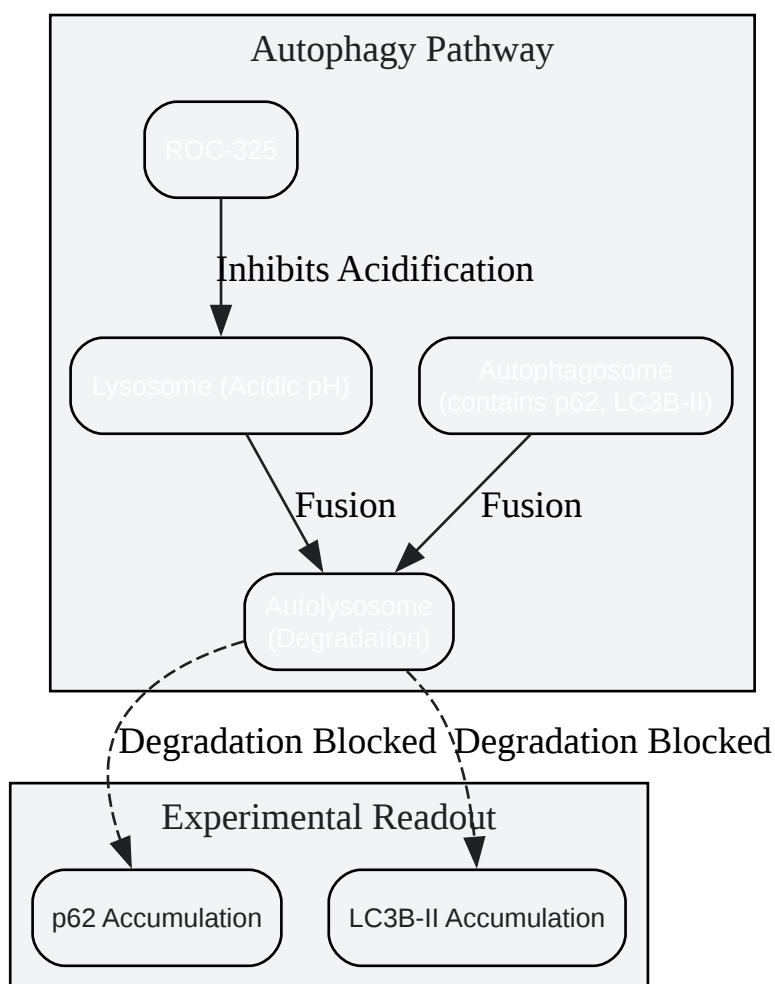 Autophagy Pathway
ROC-325
Inhibits Acidification
Lysosome (Acidic pH)
Autophagosome
(contains p62, LC3B-II)
Fusion
Fusion
Autolysosome
(Degradation)
Degradation Blocked
Degradation Blocked
Experimental Readout
p62 Accumulation
LC3B-II Accumulation